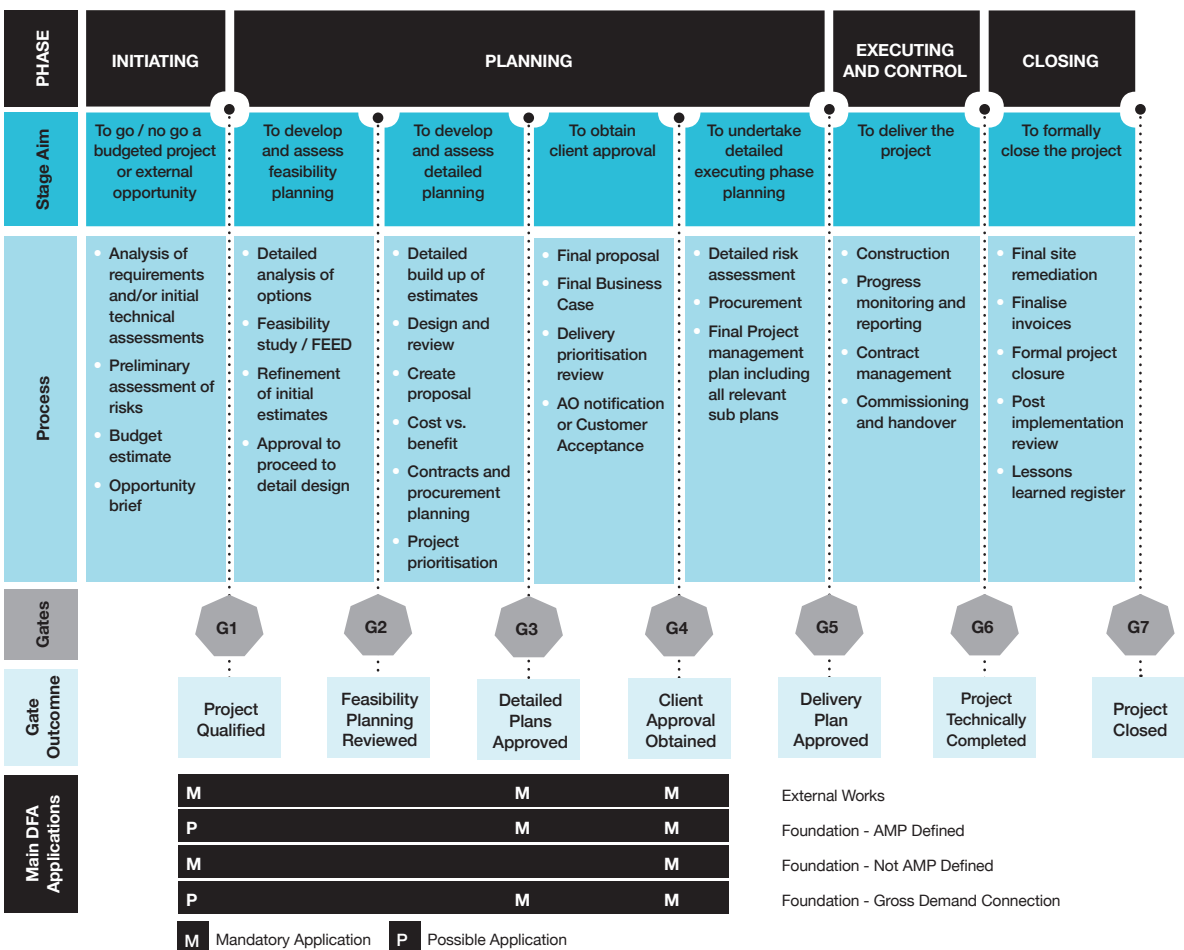 PHASE
INITIATING
PLANNING
EXECUTING
AND CONTROL
CLOSING
Stage Aim
To go / no go a
budgeted project
or external
opportunity
To develop
and assess
feasibility
planning
To develop
and assess
detailed
planning
To obtain
client approval
To undertake
detailed
executing phase
planning
To deliver the
project
To formally
close the project
Process
• Analysis of
requirements
and/or initial
technical
assessments
• Preliminary
assessment of
risks
• Budget
estimate
• Opportunity
brief
• Detailed
analysis of
options
• Feasibility
study / FEED
• Refinement
of initial
estimates
• Approval to
proceed to
detail design
• Detailed
build up of
estimates
• Design and
review
• Create
proposal
• Cost vs.
benefit
• Contracts and
procurement
planning
• Project
prioritisation
• Final proposal
• Final Business
Case
• Delivery
prioritisation
review
• AO notification
or Customer
Acceptance
• Detailed risk
assessment
• Procurement
• Final Project
management
plan including
all relevant
sub plans
• Construction
• Progress
monitoring and
reporting
• Contract
management
• Commissioning
and handover
• Final site
remediation
• Finalise
invoices
• Formal project
closure
• Post
implementation
review
• Lessons
learned register
Gates
G1
G2
G3
G4
G5
G6
G7
Gate
Outcomne
Project
Qualified
Feasibility
Planning
Reviewed
Detailed
Plans
Approved
Client
Approval
Obtained
Delivery
Plan
Approved
Project
Technically
Completed
Project
Closed
Main DFA
Applications
M M M External Works
P M M Foundation - AMP Defined
M M Foundation - Not AMP Defined
P M M Foundation - Gross Demand Connection
M Mandatory Application P Possible Application